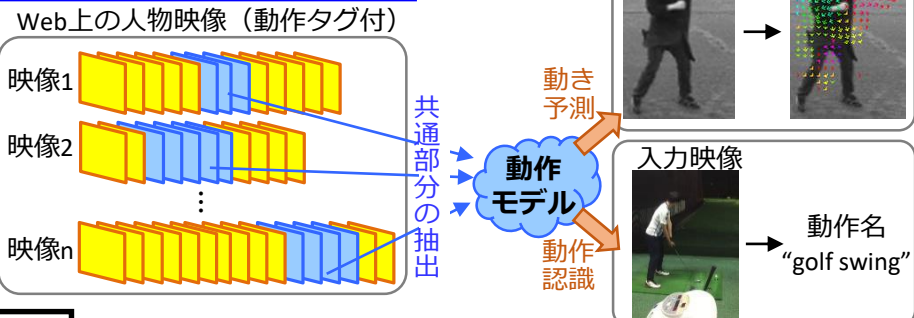 Web上の人物映像（動作タグ付）
映像1
映像2
⋮
映像n
共通部分の抽出
動作
モデル
動き
予測
動作
認識
入力映像
動作名
“golf swing”